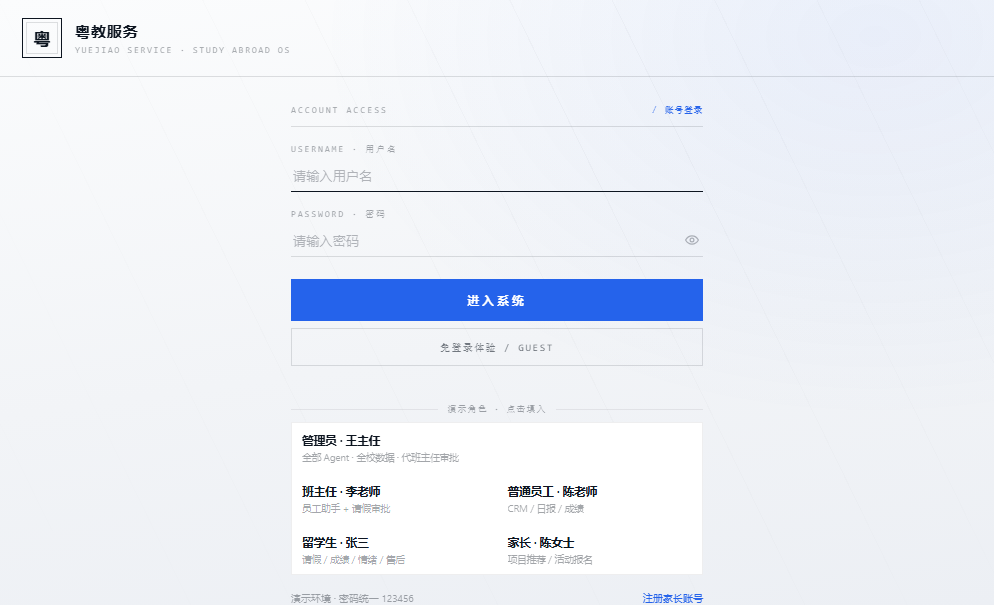 粤
粤教服务
YUEJIAO SERVICE · STUDY ABROAD OS
ACCOUNT ACCESS
/ 账号登录
USERNAME · 用户名
请输入用户名
PASSWORD · 密码
请输入密码
进入系统
免登录体验 / GUEST
演示角色 · 点击填入
管理员 · 王主任
全部 Agent · 全校数据 · 代班主任审批
班主任 · 李老师
员工助手 + 请假审批
普通员工 · 陈老师
CRM / 日报 / 成绩
留学生 · 张三
请假 / 成绩 / 情绪 / 售后
家长 · 陈女士
项目推荐 / 活动报名
演示环境 · 密码统一 123456
注册家长账号